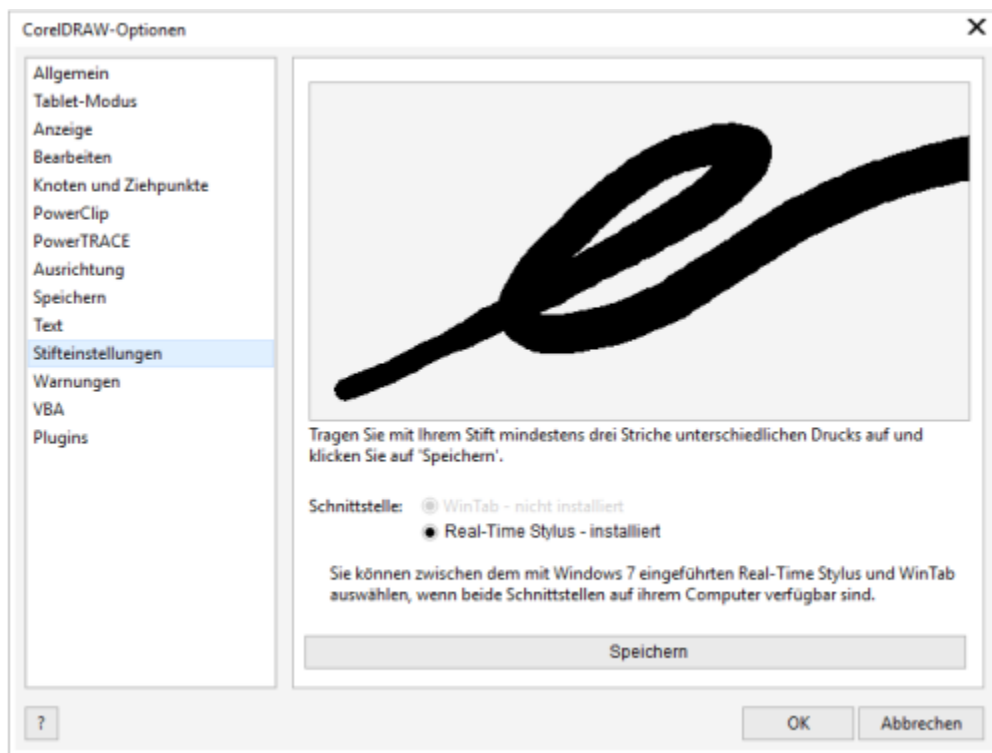 CorelDRAW-Optionen
Allgemein
Tablet-Modus
Anzeige
Bearbeiten
Knoten und Ziehpunkte
PowerClip
PowerTRACE
Ausrichtung
Speichern
Text
Stifteinstellungen
Warnungen
VBA
Plugins
Tragen Sie mit Ihrem Stift mindestens drei Striche unterschiedlichen Drucks auf und
klicken Sie auf 'Speichern'.
Schnittstelle: WinTab - nicht installiert
Real-Time Stylus - installiert
Sie können zwischen dem mit Windows 7 eingeführten Real-Time Stylus und WinTab
auswählen, wenn beide Schnittstellen auf ihrem Computer verfügbar sind.
Speichern
?
OK
Abbrechen